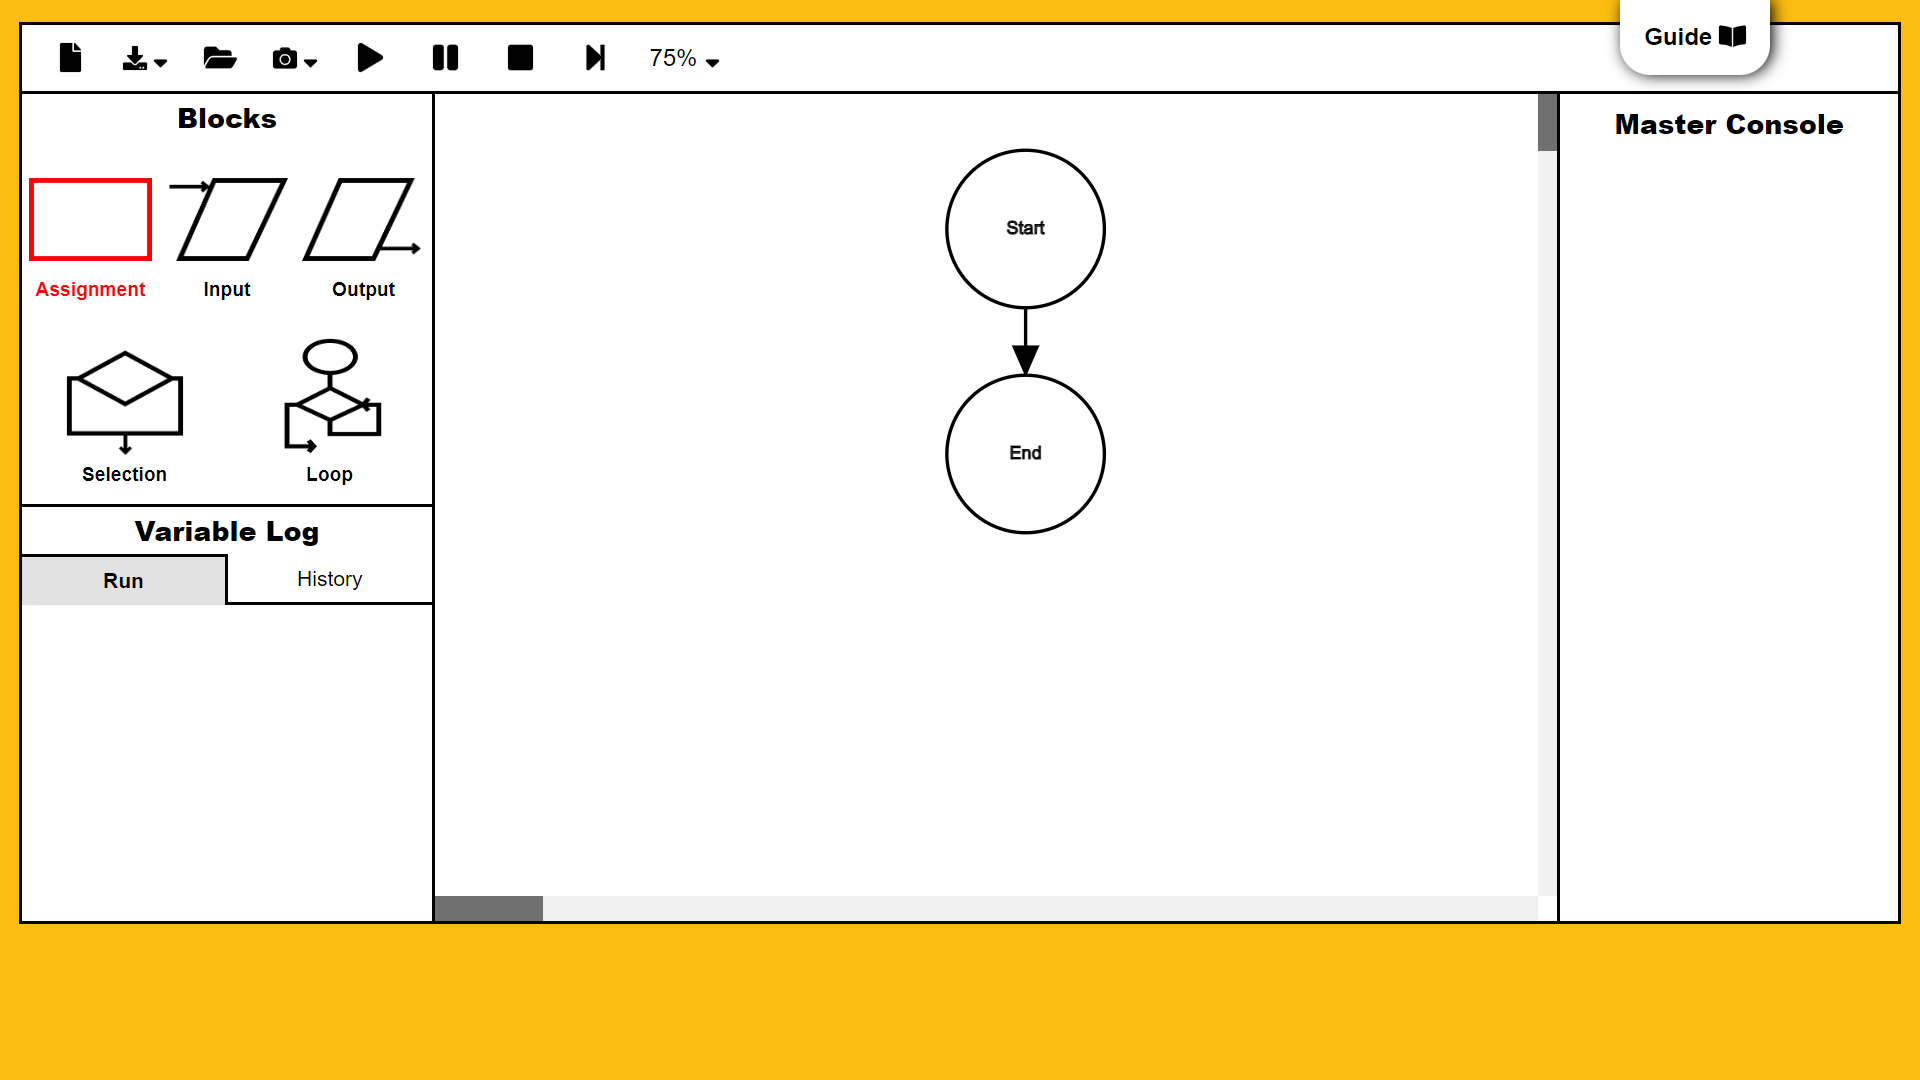 75%
Guide
Blocks
Master Console
Assignment
Input
Output
Selection
Loop
Variable Log
Run
History
Start
End